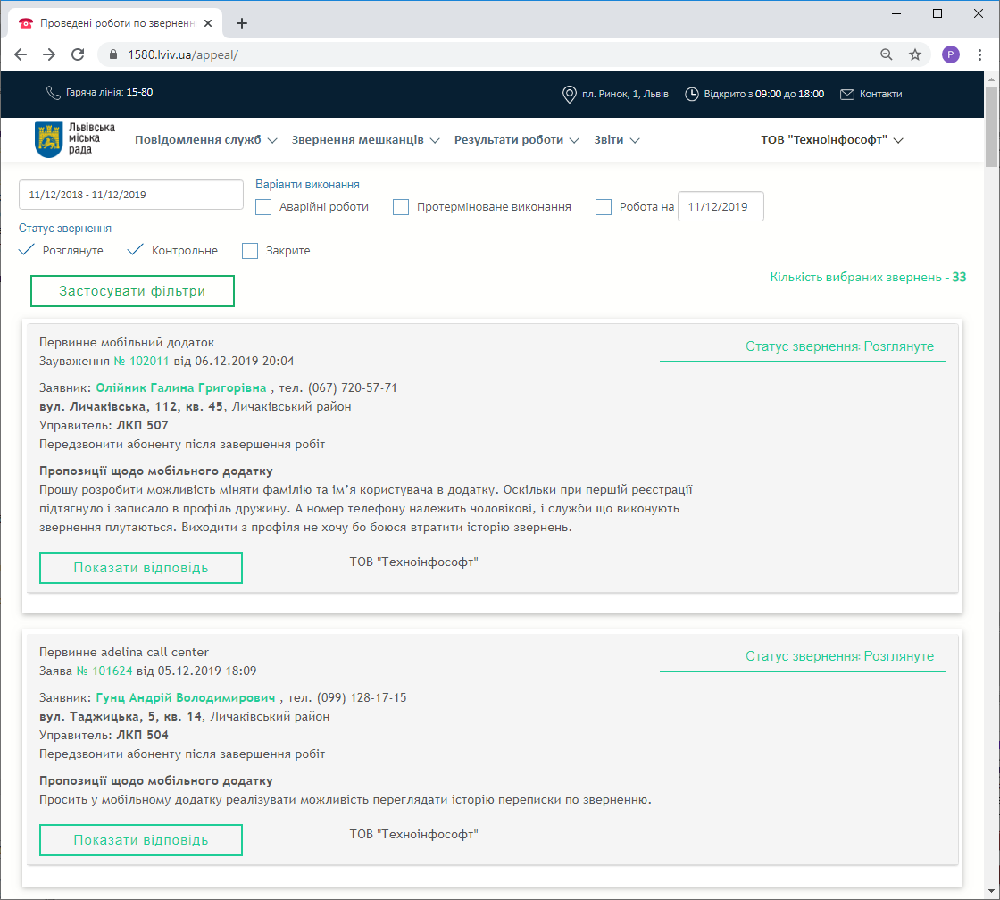 Проведені роботи по зверненн
1580.lviv.ua/appeal/
P
Гаряча лінія: 15-80
пл. Ринок, 1, Львів
Відкрито з 09:00 до 18:00
Контакти
Львівська
міська
рада
Повідомлення служб
Звернення мешканців
Результати роботи
Звіти
ТОВ "Техноінфософт"
11/12/2018 - 11/12/2019
Варіанти виконання
Аварійні роботи
Протерміноване виконання
Робота на
11/12/2019
Статус звернення
Розглянуте
Контрольне
Закрите
Застосувати фільтри
Кількість вибраних звернень - 33
Первинне мобільний додаток
Статус звернення: Розглянуте
Зауваження № 102011 від 06.12.2019 20:04
Заявник: Олійник Галина Григорівна , тел. (067) 720-57-71
вул. Личаківська, 112, кв. 45, Личаківський район
Управитель: ЛКП 507
Передзвонити абоненту після завершення робіт
Пропозиції щодо мобільного додатку
Прошу розробити можливість міняти фамілію та ім’я користувача в додатку. Оскільки при першій реєстрації
підтягнуло і записало в профіль дружину. А номер телефону належить чоловікові, і служби що виконують
звернення плутаються. Виходити з профіля не хочу бо боюся втратити історію звернень.
Показати відповідь
ТОВ "Техноінфософт"
Первинне adelina call center
Статус звернення: Розглянуте
Заява № 101624 від 05.12.2019 18:09
Заявник: Гунц Андрій Володимирович , тел. (099) 128-17-15
вул. Таджицька, 5, кв. 14, Личаківський район
Управитель: ЛКП 504
Передзвонити абоненту після завершення робіт
Пропозиції щодо мобільного додатку
Просить у мобільному додатку реалізувати можливість переглядати історію переписки по зверненню.
Показати відповідь
ТОВ "Техноінфософт"